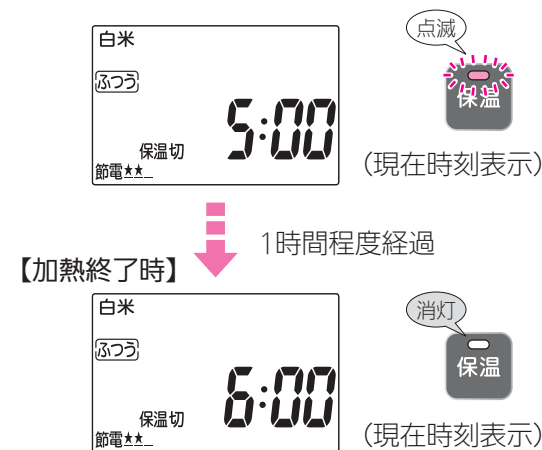 白米
点滅
ふつう
保温
5:00
保温切
節電★★_
(現在時刻表示)
1時間程度経過
【加熱終了時】
白米
消灯
ふつう
保温
6:00
保温切
節電★★_
(現在時刻表示)